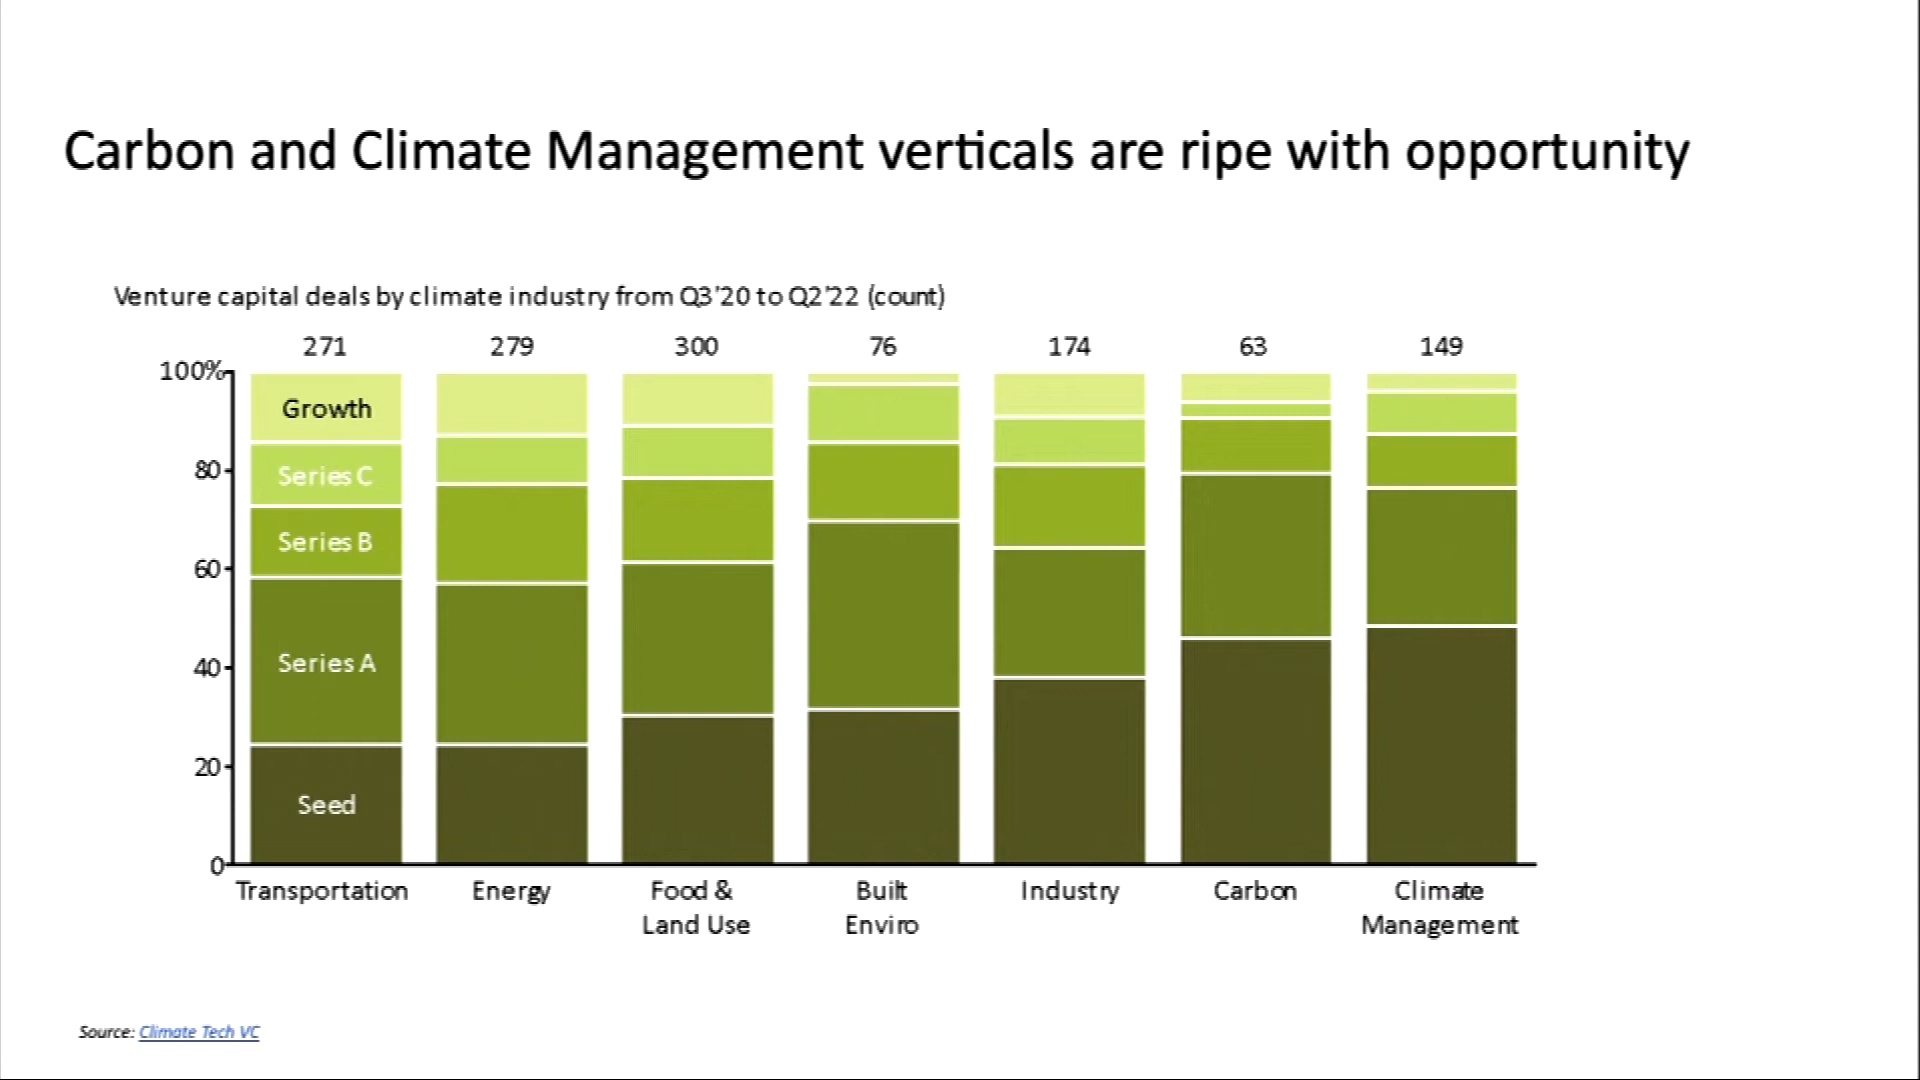 Carbon and Climate Management verticals are ripe with opportunity
Venture capital deals by climate industry from Q3'20 to Q2'22 (count)
271 279 300 76 174 63 149
100%
Growth
80
Series C
Series B
60
Series A
40
20
Seed
0
Transportation Energy Food & Built Industry Carbon Climate
Land Use Enviro Management
Source: Climate Tech VC